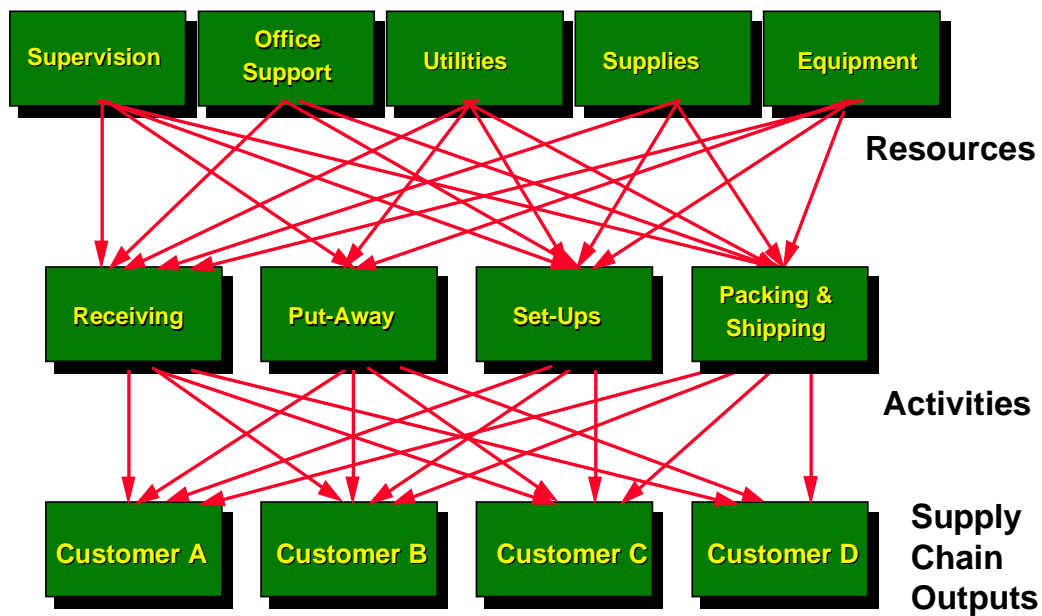 Supervision
Office
Support
Utilities
Supplies
Equipment
Resources
Receiving
Put-Away
Set-Ups
Packing &
Shipping
Activities
Customer A
Customer B
Customer C
Customer D
Supply
Chain
Outputs